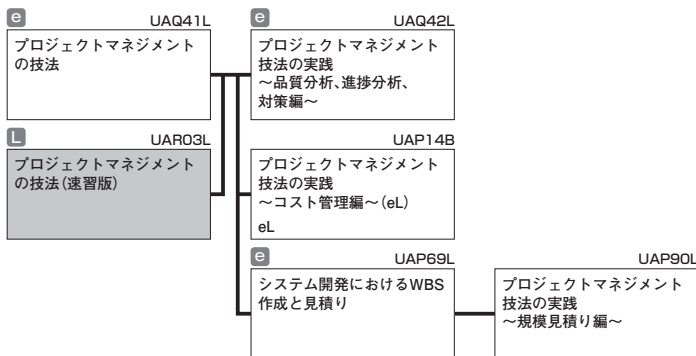 e UAQ41L
プロジェクトマネジメント
の技法
e UAQ42L
プロジェクトマネジメント
技法の実践
～品質分析、進捗分析、
対策編～
L UAR03L
プロジェクトマネジメント
の技法（速習版）
UAP14B
プロジェクトマネジメント
技法の実践
～コスト管理編～（eL）
eL
e UAP69L
システム開発におけるWBS
作成と見積り
UAP90L
プロジェクトマネジメント
技法の実践
～規模見積り編～